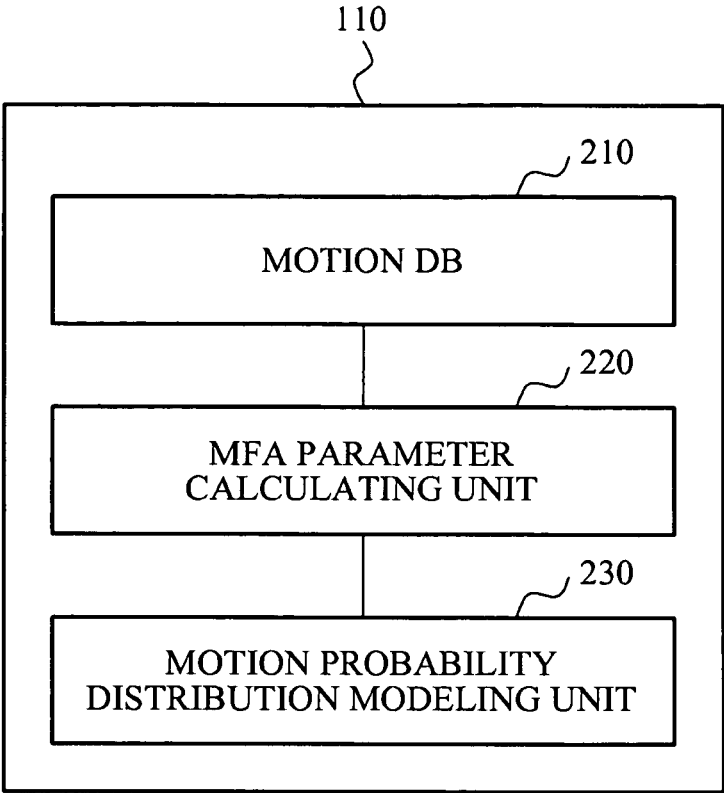 110
210
MOTION DB
220
MFA PARAMETER
CALCULATING UNIT
230
MOTION PROBABILITY
DISTRIBUTION MODELING UNIT